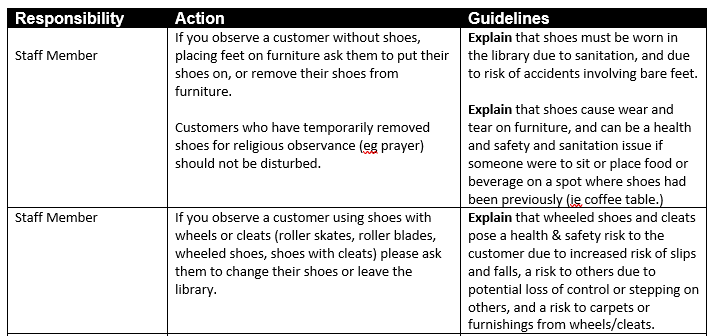 Responsibility Action Guidelines
Staff Member
If you observe a customer without shoes,
placing feet on furniture ask them to put their
shoes on, or remove their shoes from
furniture.
Customers who have temporarily removed
shoes for religious observance (eg prayer)
should not be disturbed.
Explain that shoes must be worn in
the library due to sanitation, and due
to risk of accidents involving bare feet.
Explain that shoes cause wear and
tear on furniture, and can be a health
and safety and sanitation issue if
someone were to sit or place food or
beverage on a spot where shoes had
been previously (ie coffee table.)
Staff Member
If you observe a customer using shoes with
wheels or cleats (roller skates, roller blades,
wheeled shoes, shoes with cleats) please ask
them to change their shoes or leave the
library.
Explain that wheeled shoes and cleats
pose a health & safety risk to the
customer due to increased risk of slips
and falls, a risk to others due to
potential loss of control or stepping on
others, and a risk to carpets or
furnishings from wheels/cleats.